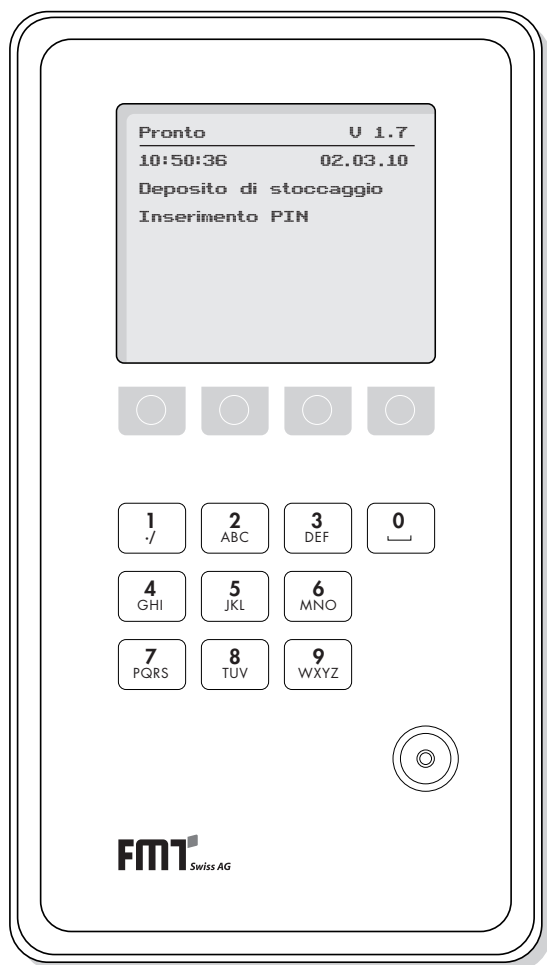 Pronto V 1.7
10:50:36 02.03.10
Deposito di stoccaggio
Inserimento PIN
1 2 3 0
./ ABC DEF
4 5 6
GHI JKL MNO
7 8 9
PQRS TUV WXYZ
FMT Swiss AG